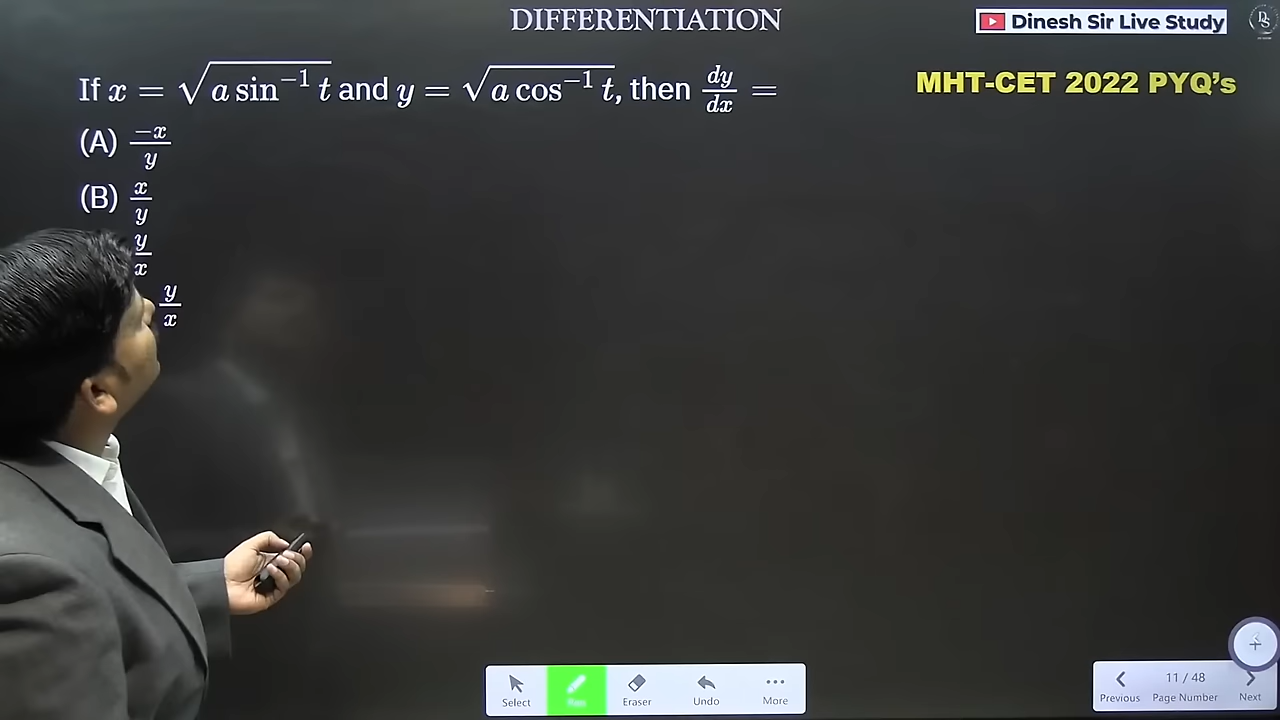 DIFFERENTIATION
Dinesh Sir Live Study
DS
If x = √(a sin⁻¹ t) and y = √(a cos⁻¹ t), then dy/dx =
MHT-CET 2022 PYQ's
(A) −x/y
(B) x/y
y/x
y/x
Select
Eraser
Undo
More
Previous
11 / 48
Page Number
Next